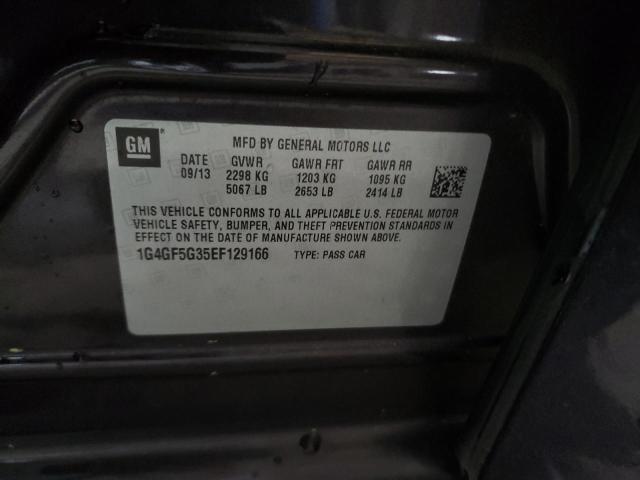 GM
MFD BY GENERAL MOTORS LLC
DATE GVWR GAWR FRT GAWR RR
09/13 2298 KG 1203 KG 1095 KG
5067 LB 2653 LB 2414 LB
THIS VEHICLE CONFORMS TO ALL APPLICABLE U.S. FEDERAL MOTOR
VEHICLE SAFETY, BUMPER, AND THEFT PREVENTION STANDARDS IN
EFFECT ON THE DATE OF MANUFACTURE SHOWN ABOVE.
1G4GF5G35EF129166 TYPE: PASS CAR